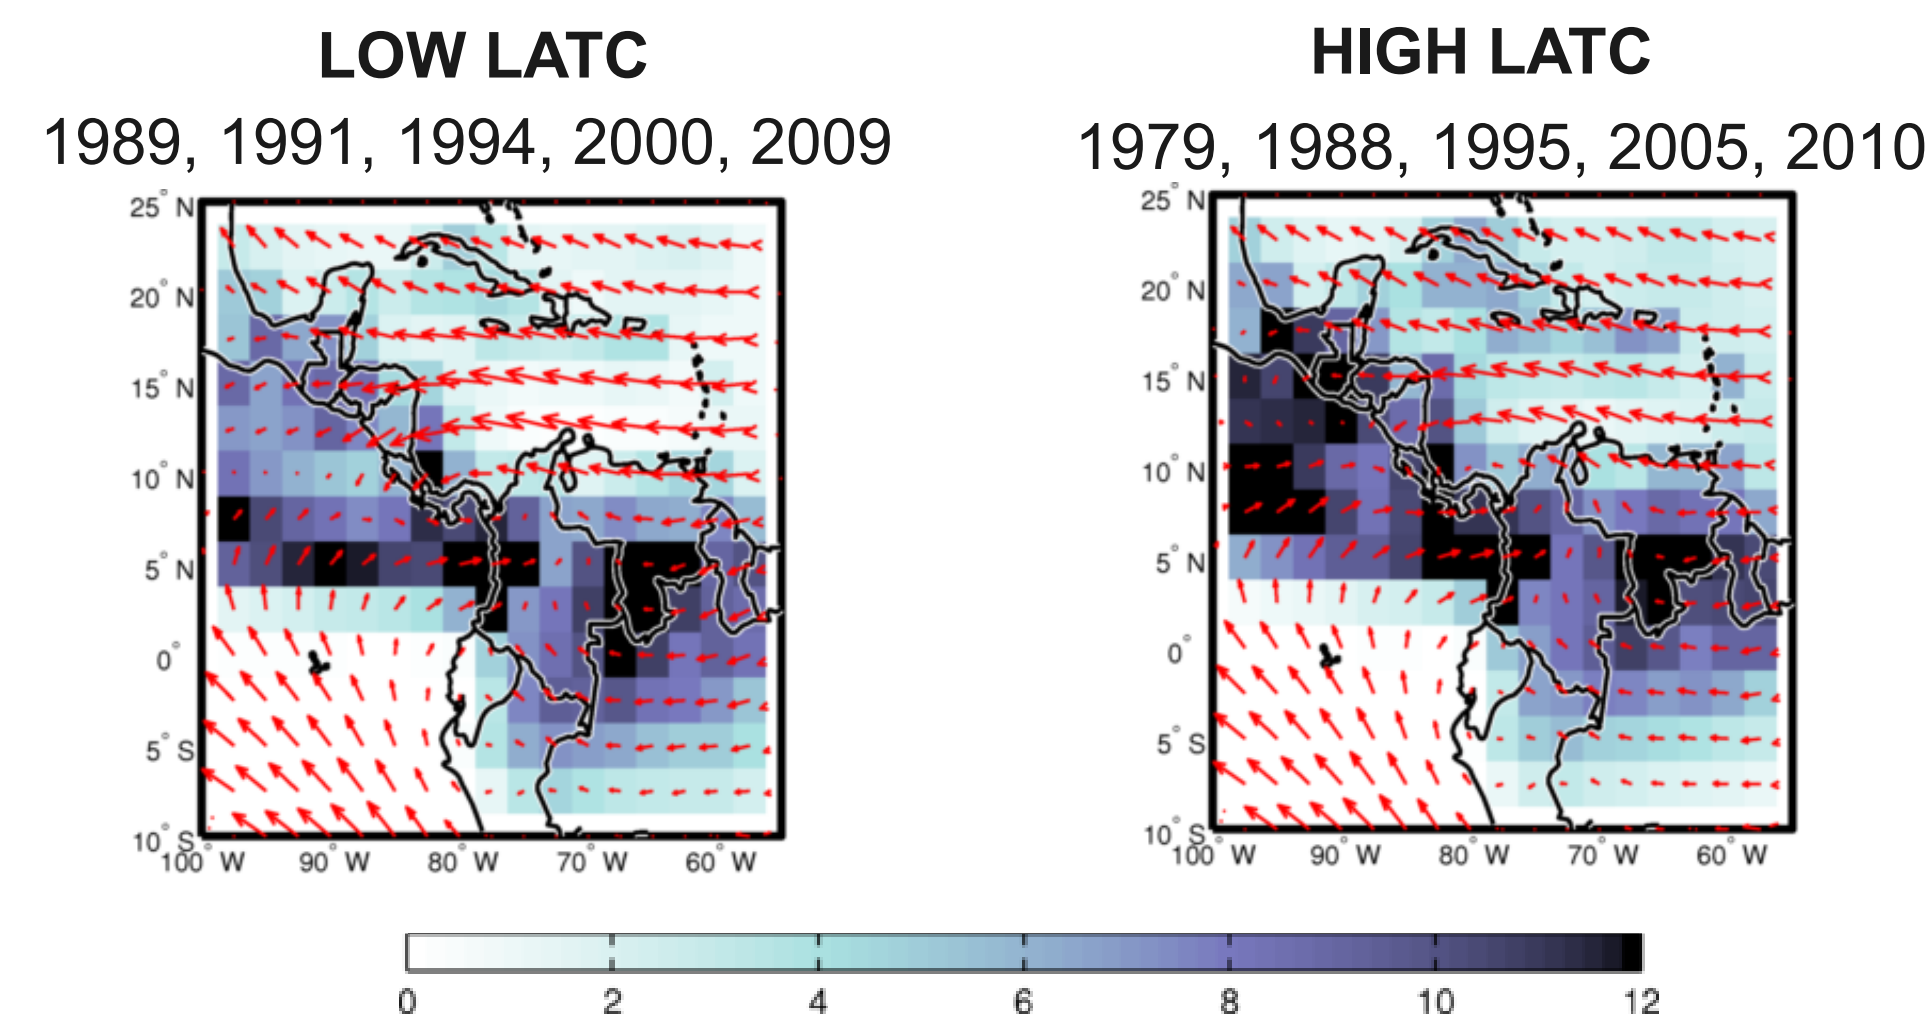 LOW LATC
1989, 1991, 1994, 2000, 2009
25° N
20° N
15° N
10° N
5° N
0°
5° S
10° S
100° W 90° W 80° W 70° W 60° W
HIGH LATC
1979, 1988, 1995, 2005, 2010
25° N
20° N
15° N
10° N
5° N
0°
5° S
10° S
100° W 90° W 80° W 70° W 60° W
0 2 4 6 8 10 12